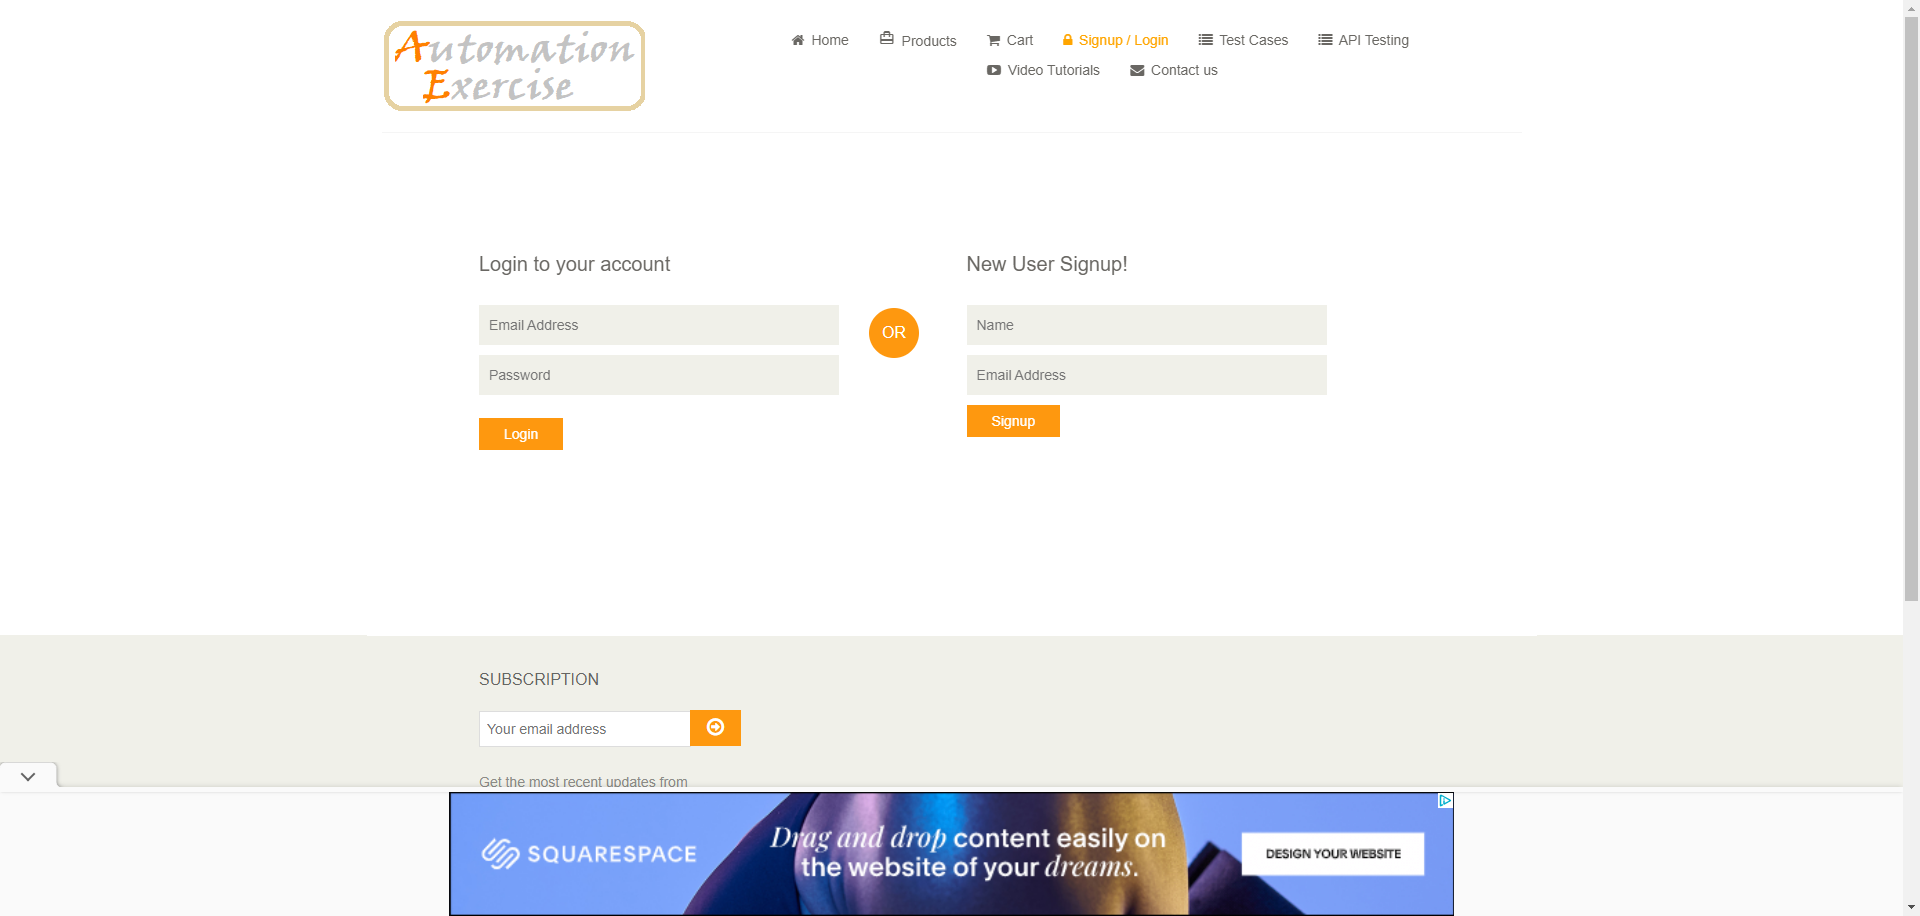 Automation
Exercise
Home
Products
Cart
Signup / Login
Test Cases
API Testing
Video Tutorials
Contact us
Login to your account
Email Address
Password
Login
OR
New User Signup!
Name
Email Address
Signup
SUBSCRIPTION
Your email address
Get the most recent updates from
SQUARESPACE
Drag and drop content easily on
the website of your dreams.
DESIGN YOUR WEBSITE